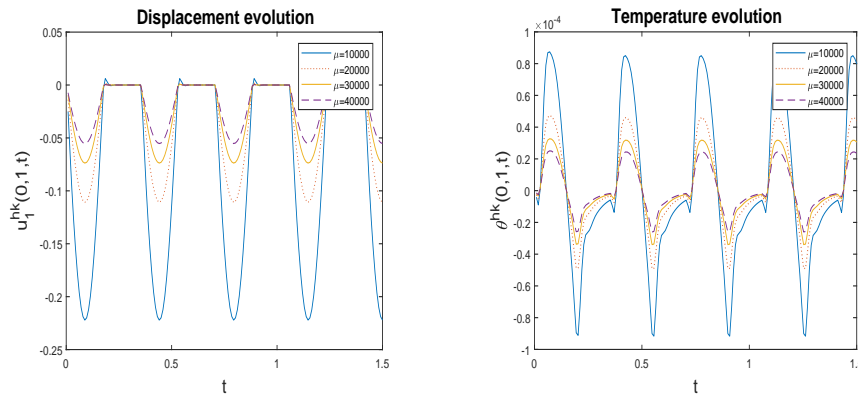 Displacement evolution
0
-0.05
-0.1
-0.15
-0.2
-0.25
0
0.5
1
1.5
u₁ʰᵏ(0,1,t)
t
μ=10000
μ=20000
μ=30000
μ=40000
Temperature evolution
×10⁻⁴
1
0.8
0.6
0.4
0.2
0
-0.2
-0.4
-0.6
-0.8
-1
0
0.5
1
1.5
θʰᵏ(0,1,t)
t
μ=10000
μ=20000
μ=30000
μ=40000